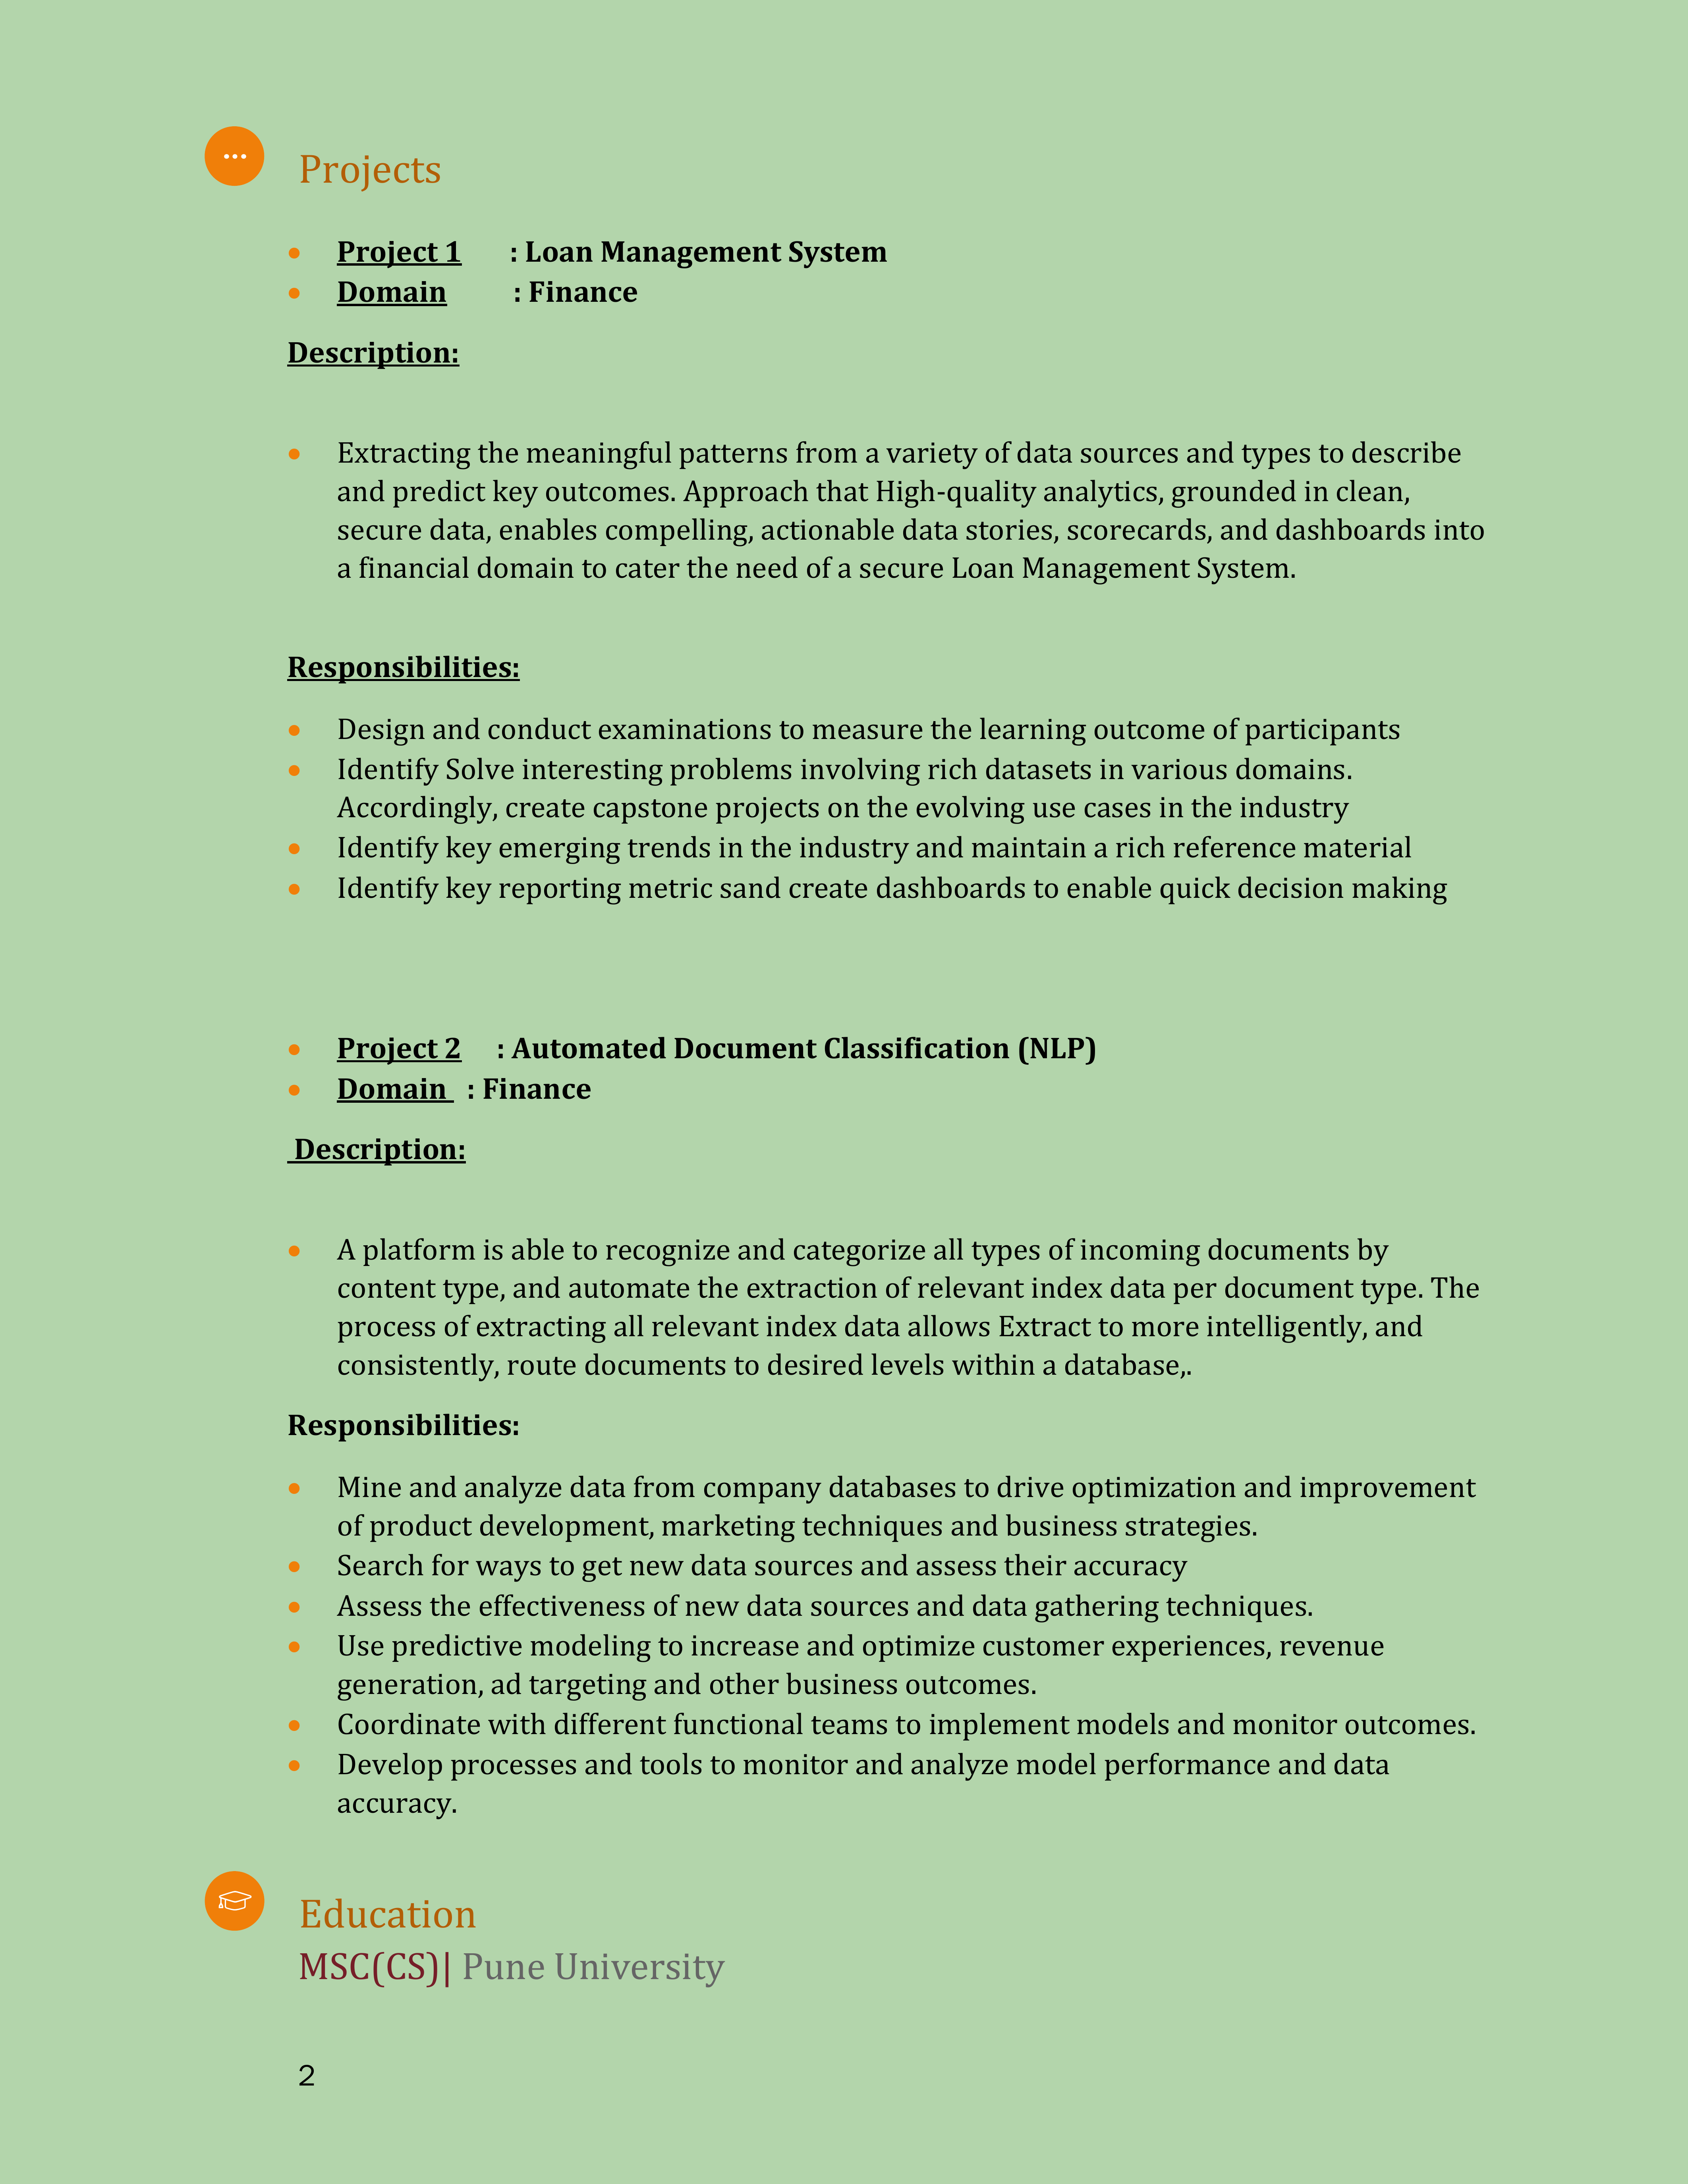 Projects
Project 1 : Loan Management System
Domain : Finance
Description:
Extracting the meaningful patterns from a variety of data sources and types to describe
and predict key outcomes. Approach that High-quality analytics, grounded in clean,
secure data, enables compelling, actionable data stories, scorecards, and dashboards into
a financial domain to cater the need of a secure Loan Management System.
Responsibilities:
Design and conduct examinations to measure the learning outcome of participants
Identify Solve interesting problems involving rich datasets in various domains.
Accordingly, create capstone projects on the evolving use cases in the industry
Identify key emerging trends in the industry and maintain a rich reference material
Identify key reporting metric sand create dashboards to enable quick decision making
Project 2 : Automated Document Classification (NLP)
Domain : Finance
Description:
A platform is able to recognize and categorize all types of incoming documents by
content type, and automate the extraction of relevant index data per document type. The
process of extracting all relevant index data allows Extract to more intelligently, and
consistently, route documents to desired levels within a database,.
Responsibilities:
Mine and analyze data from company databases to drive optimization and improvement
of product development, marketing techniques and business strategies.
Search for ways to get new data sources and assess their accuracy
Assess the effectiveness of new data sources and data gathering techniques.
Use predictive modeling to increase and optimize customer experiences, revenue
generation, ad targeting and other business outcomes.
Coordinate with different functional teams to implement models and monitor outcomes.
Develop processes and tools to monitor and analyze model performance and data
accuracy.
Education
MSC(CS)| Pune University
2